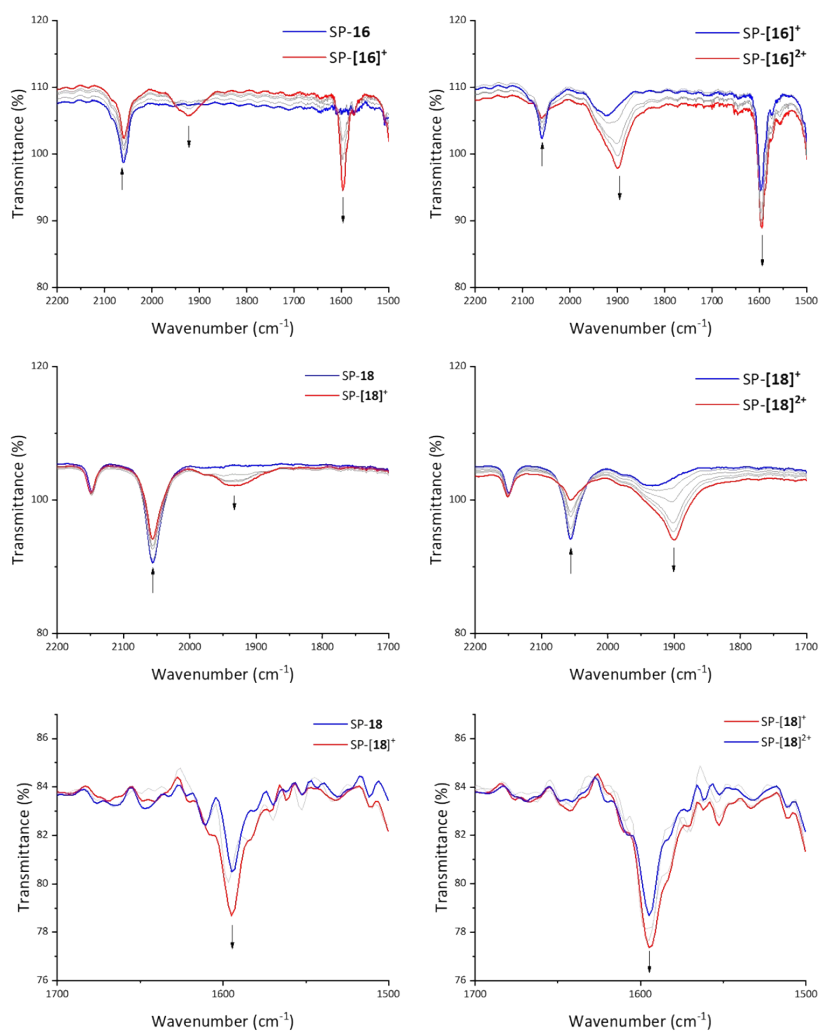 120
110
100
90
80
Transmittance (%)
SP-16
SP-[16]⁺
2200 2100 2000 1900 1800 1700 1600 1500
Wavenumber (cm⁻¹)
120
110
100
90
80
Transmittance (%)
SP-[16]⁺
SP-[16]²⁺
2200 2100 2000 1900 1800 1700 1600 1500
Wavenumber (cm⁻¹)
120
100
80
Transmittance (%)
SP-18
SP-[18]⁺
2200 2100 2000 1900 1800 1700
Wavenumber (cm⁻¹)
120
100
80
Transmittance (%)
SP-[18]⁺
SP-[18]²⁺
2200 2100 2000 1900 1800 1700
Wavenumber (cm⁻¹)
86
84
82
80
78
76
Transmittance (%)
SP-18
SP-[18]⁺
1700 1600 1500
Wavenumber (cm⁻¹)
86
84
82
80
78
76
Transmittance (%)
SP-[18]⁺
SP-[18]²⁺
1700 1600 1500
Wavenumber (cm⁻¹)